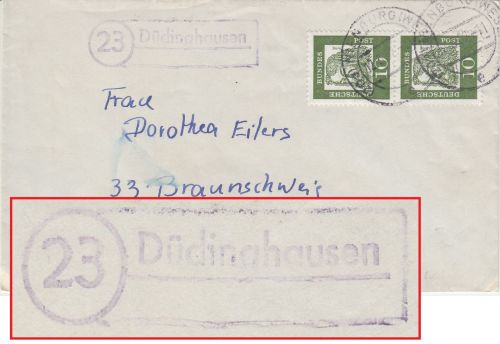 23 Düdinghausen
10 DEUTSCHE BUNDESPOST
10 DEUTSCHE BUNDESPOST
Frau
Dorothea Eilers
33 Braunschweig
23 Düdinghausen